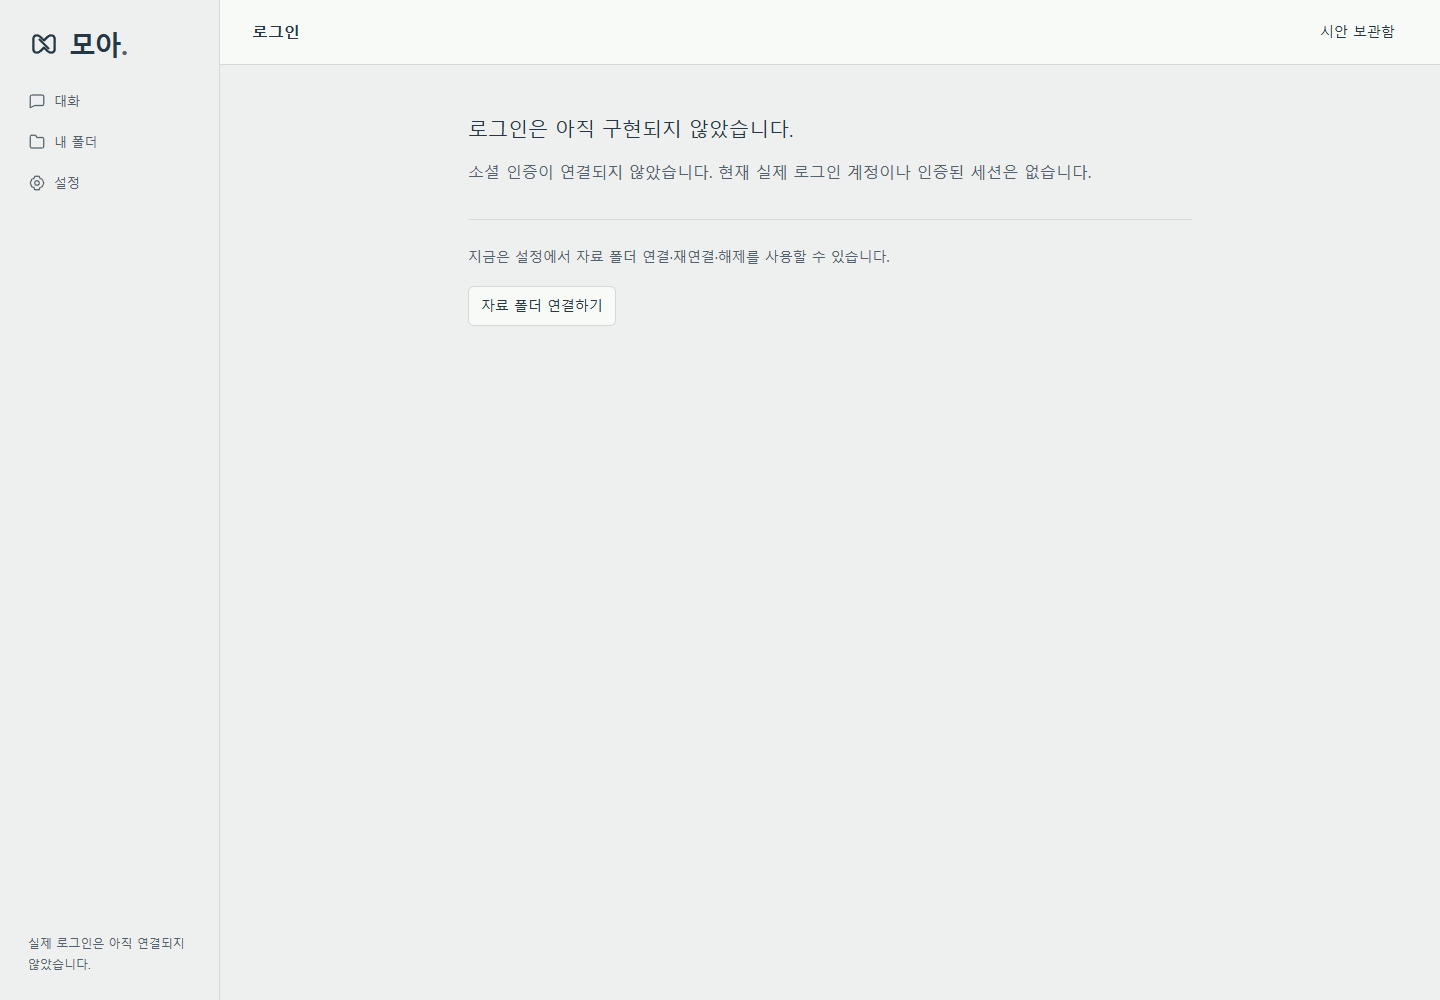 모아.
대화
내 폴더
설정
실제 로그인은 아직 연결되지
않았습니다.
로그인
시안 보관함
로그인은 아직 구현되지 않았습니다.
소셜 인증이 연결되지 않았습니다. 현재 실제 로그인 계정이나 인증된 세션은 없습니다.
지금은 설정에서 자료 폴더 연결·재연결·해제를 사용할 수 있습니다.
자료 폴더 연결하기